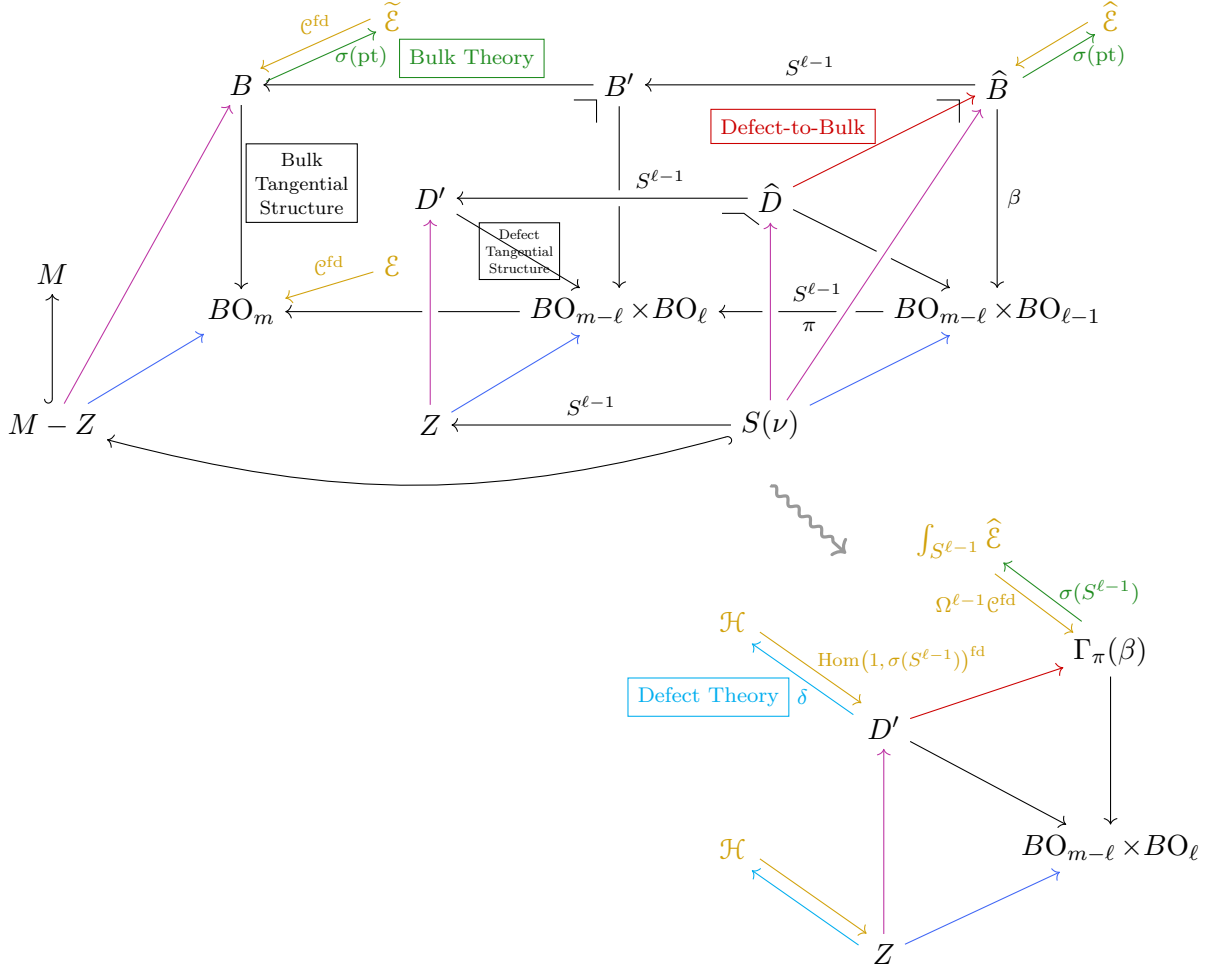 𝒞^fd ℰ̃ ℰ̂
σ(pt) Bulk Theory S^{ℓ−1} σ(pt)
B B′ B̂
Defect-to-Bulk
Bulk
Tangential
Structure
S^{ℓ−1}
D′ D̂ β
Defect
Tangential
Structure
M 𝒞^fd ℰ
S^{ℓ−1}
BO_m BO_{m−ℓ} × BO_ℓ BO_{m−ℓ} × BO_{ℓ−1}
π
S^{ℓ−1}
M − Z Z S(ν)
∫_{S^{ℓ−1}} ℰ̂
σ(S^{ℓ−1})
Ω^{ℓ−1}𝒞^fd
ℋ
Hom(1, σ(S^{ℓ−1}))^fd Γ_π(β)
Defect Theory δ
D′
ℋ BO_{m−ℓ} × BO_ℓ
Z